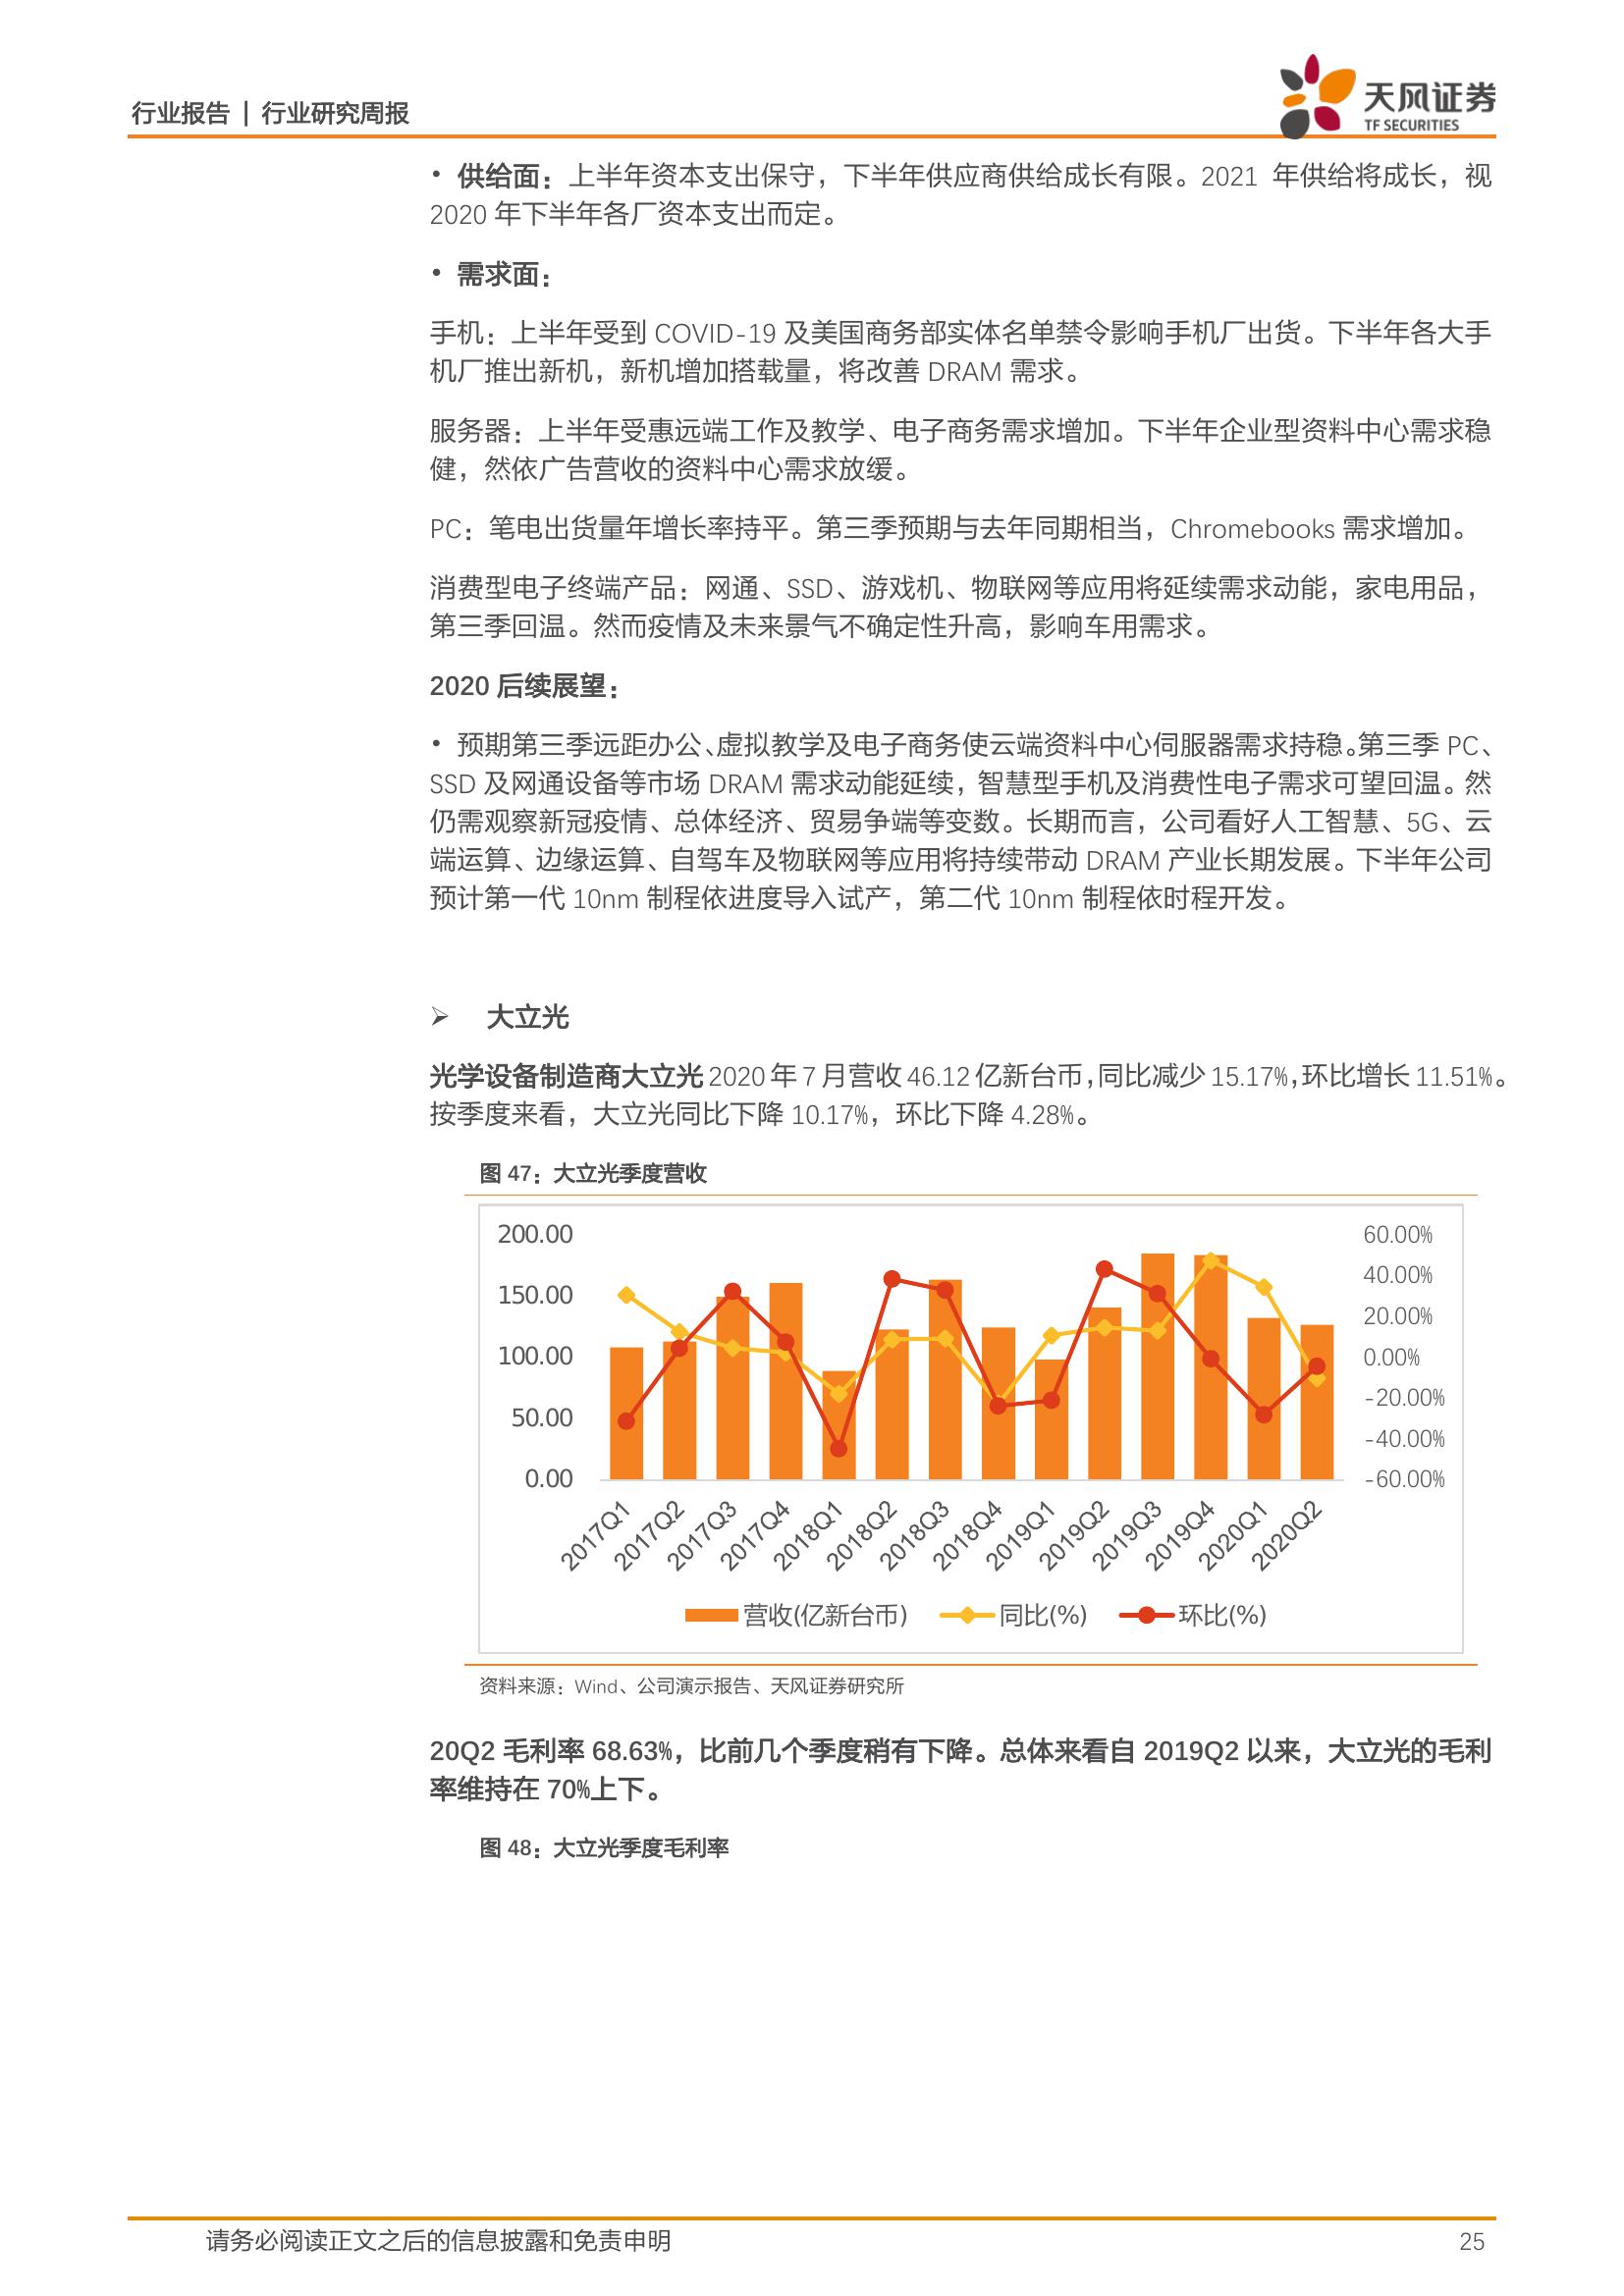 行业报告 | 行业研究周报
天风证券
TF SECURITIES
• 供给面：上半年资本支出保守，下半年供应商供给成长有限。2021 年供给将成长，视
2020 年下半年各厂资本支出而定。
• 需求面：
手机：上半年受到 COVID-19 及美国商务部实体名单禁令影响手机厂出货。下半年各大手
机厂推出新机，新机增加搭载量，将改善 DRAM 需求。
服务器：上半年受惠远端工作及教学、电子商务需求增加。下半年企业型资料中心需求稳
健，然依广告营收的资料中心需求放缓。
PC：笔电出货量年增长率持平。第三季预期与去年同期相当，Chromebooks 需求增加。
消费型电子终端产品：网通、SSD、游戏机、物联网等应用将延续需求动能，家电用品，
第三季回温。然而疫情及未来景气不确定性升高，影响车用需求。
2020 后续展望：
• 预期第三季远距办公、虚拟教学及电子商务使云端资料中心伺服器需求持稳。第三季 PC、
SSD 及网通设备等市场 DRAM 需求动能延续，智慧型手机及消费性电子需求可望回温。然
仍需观察新冠疫情、总体经济、贸易争端等变数。长期而言，公司看好人工智慧、5G、云
端运算、边缘运算、自驾车及物联网等应用将持续带动 DRAM 产业长期发展。下半年公司
预计第一代 10nm 制程依进度导入试产，第二代 10nm 制程依时程开发。
➢ 大立光
光学设备制造商大立光 2020 年 7 月营收 46.12 亿新台币，同比减少 15.17%，环比增长 11.51%。
按季度来看，大立光同比下降 10.17%，环比下降 4.28%。
图 47：大立光季度营收
200.00
150.00
100.00
50.00
0.00
60.00%
40.00%
20.00%
0.00%
-20.00%
-40.00%
-60.00%
2017Q1
2017Q2
2017Q3
2017Q4
2018Q1
2018Q2
2018Q3
2018Q4
2019Q1
2019Q2
2019Q3
2019Q4
2020Q1
2020Q2
营收(亿新台币) 同比(%) 环比(%)
资料来源：Wind、公司演示报告、天风证券研究所
20Q2 毛利率 68.63%，比前几个季度稍有下降。总体来看自 2019Q2 以来，大立光的毛利
率维持在 70%上下。
图 48：大立光季度毛利率
请务必阅读正文之后的信息披露和免责申明
25